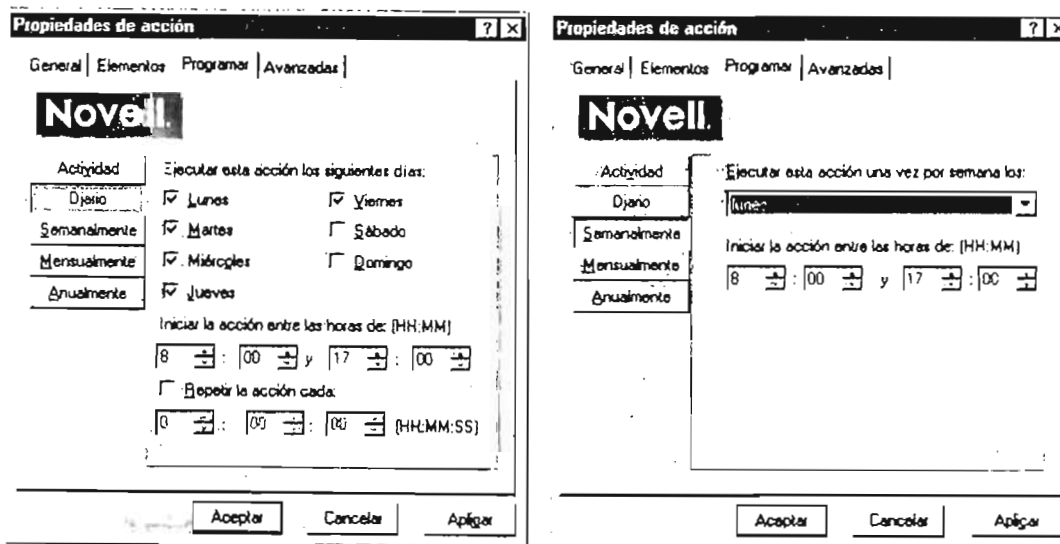 Propiedades de acción
General Elementos Programar Avanzadas
Novell.
Actividad
Diario
Semanalmente
Mensualmente
Anualmente
Ejecutar esta acción los siguientes días:
Lunes
Martes
Miércoles
Jueves
Viernes
Sábado
Domingo
Iniciar la acción entre las horas de: (HH:MM)
8 : 00 y 17 : 00
Repetir la acción cada:
0 : 00 : 00 (HH:MM:SS)
Aceptar Cancelar Aplicar
Propiedades de acción
General Elementos Programar Avanzadas
Novell.
Actividad
Diario
Semanalmente
Mensualmente
Anualmente
Ejecutar esta acción una vez por semana los:
lunes
Iniciar la acción entre las horas de: (HH:MM)
8 : 00 y 17 : 00
Aceptar Cancelar Aplicar